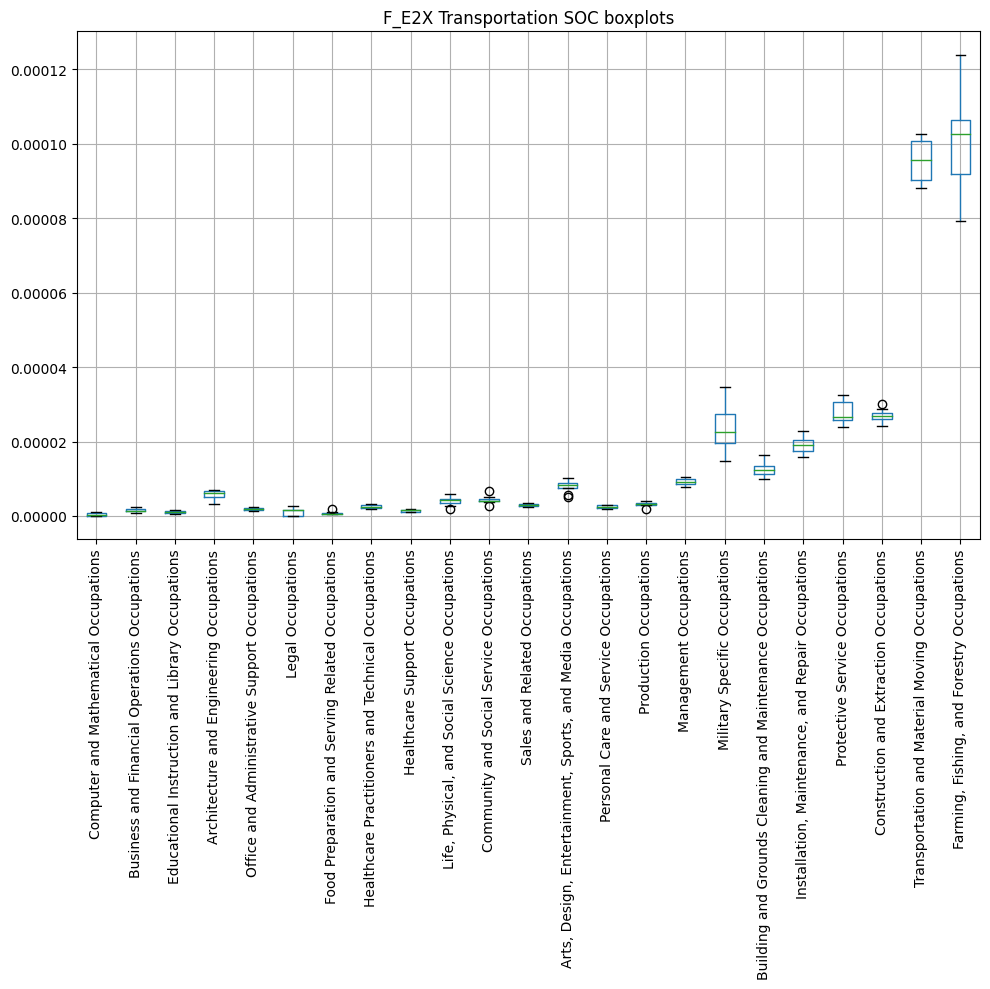 F_E2X Transportation SOC boxplots
0.00012
0.00010
0.00008
0.00006
0.00004
0.00002
0.00000
Computer and Mathematical Occupations
Business and Financial Operations Occupations
Educational Instruction and Library Occupations
Architecture and Engineering Occupations
Office and Administrative Support Occupations
Legal Occupations
Food Preparation and Serving Related Occupations
Healthcare Practitioners and Technical Occupations
Healthcare Support Occupations
Life, Physical, and Social Science Occupations
Community and Social Service Occupations
Sales and Related Occupations
Arts, Design, Entertainment, Sports, and Media Occupations
Personal Care and Service Occupations
Production Occupations
Management Occupations
Military Specific Occupations
Building and Grounds Cleaning and Maintenance Occupations
Installation, Maintenance, and Repair Occupations
Protective Service Occupations
Construction and Extraction Occupations
Transportation and Material Moving Occupations
Farming, Fishing, and Forestry Occupations